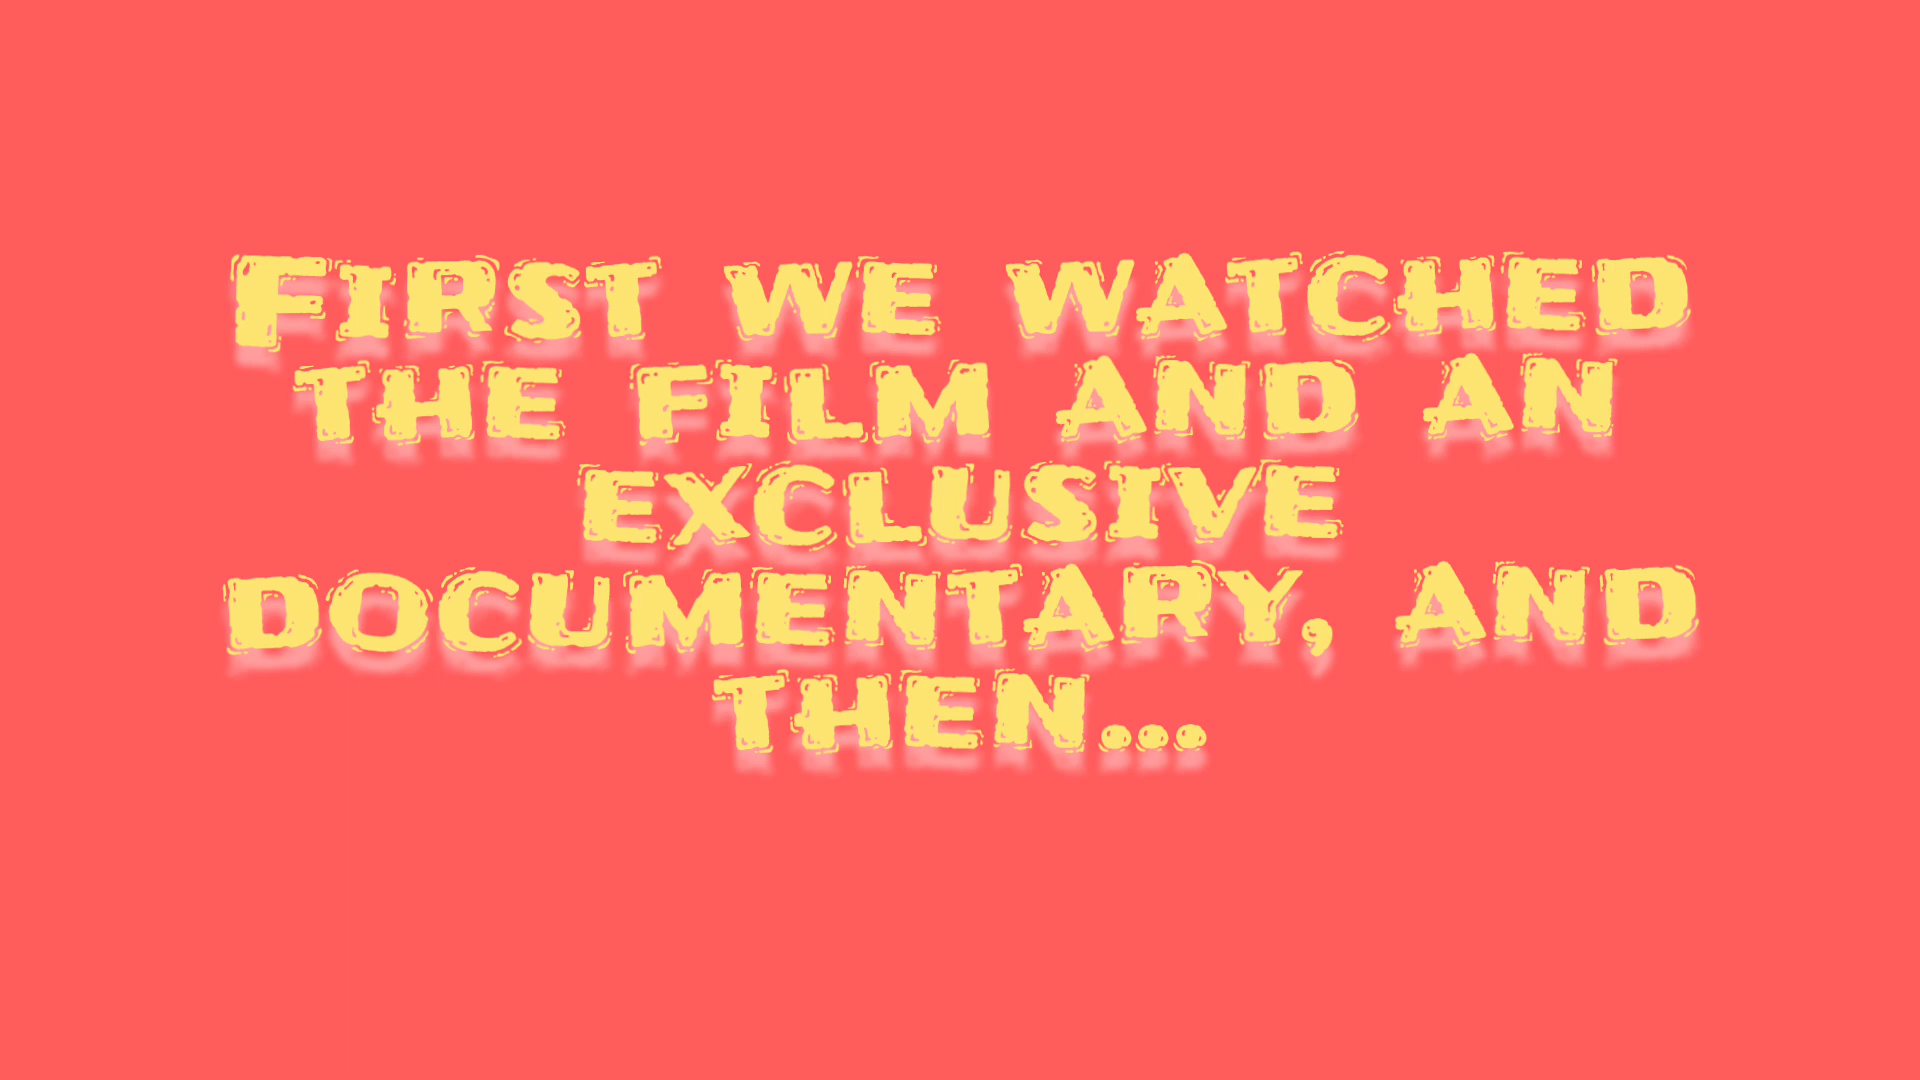 First we watched
the film and an
exclusive
documentary, and
then...